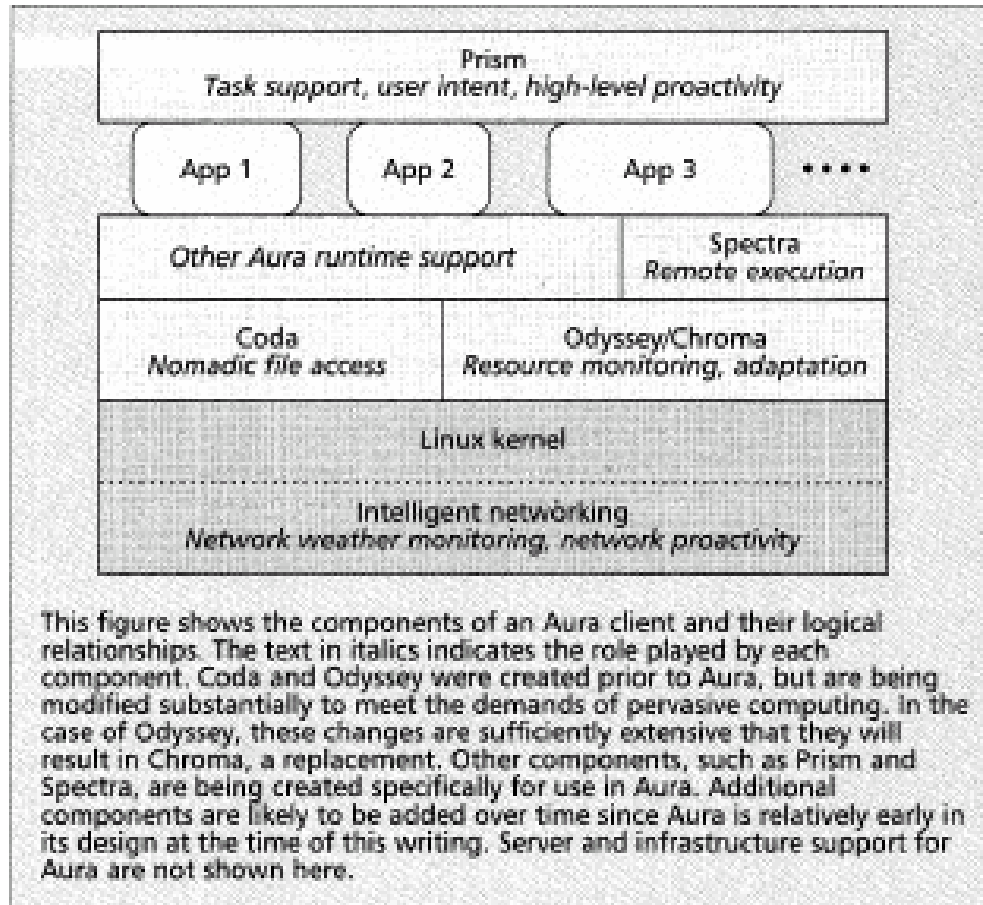 Prism
Task support, user intent, high-level proactivity
App 1 App 2 App 3 ••••
Other Aura runtime support
Spectra
Remote execution
Coda
Nomadic file access
Odyssey/Chroma
Resource monitoring, adaptation
Linux kernel
Intelligent networking
Network weather monitoring, network proactivity
This figure shows the components of an Aura client and their logical
relationships. The text in italics indicates the role played by each
component. Coda and Odyssey were created prior to Aura, but are being
modified substantially to meet the demands of pervasive computing. In the
case of Odyssey, these changes are sufficiently extensive that they will
result in Chroma, a replacement. Other components, such as Prism and
Spectra, are being created specifically for use in Aura. Additional
components are likely to be added over time since Aura is relatively early in
its design at the time of this writing. Server and infrastructure support for
Aura are not shown here.